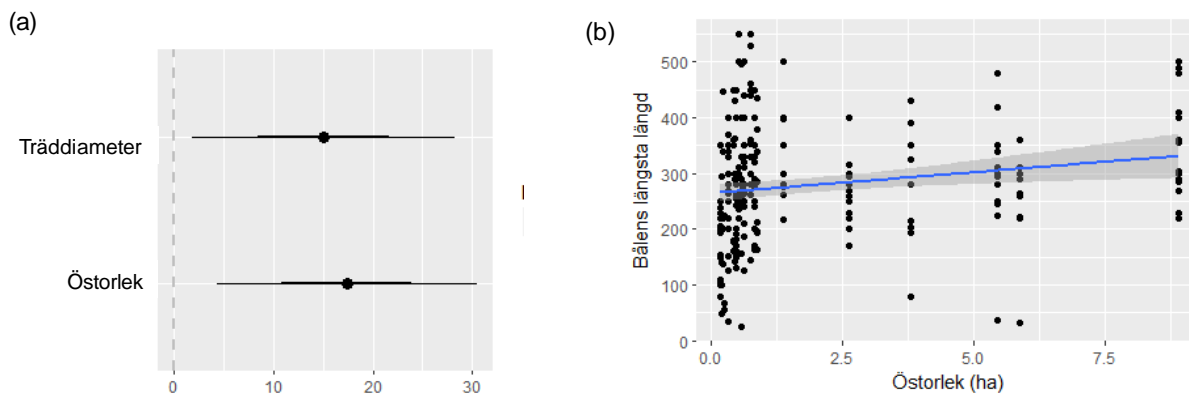 (a)
Träddiameter
Östorlek
0 10 20 30
(b)
Bålens längsta längd
500
400
300
200
100
0
0.0 2.5 5.0 7.5
Östorlek (ha)